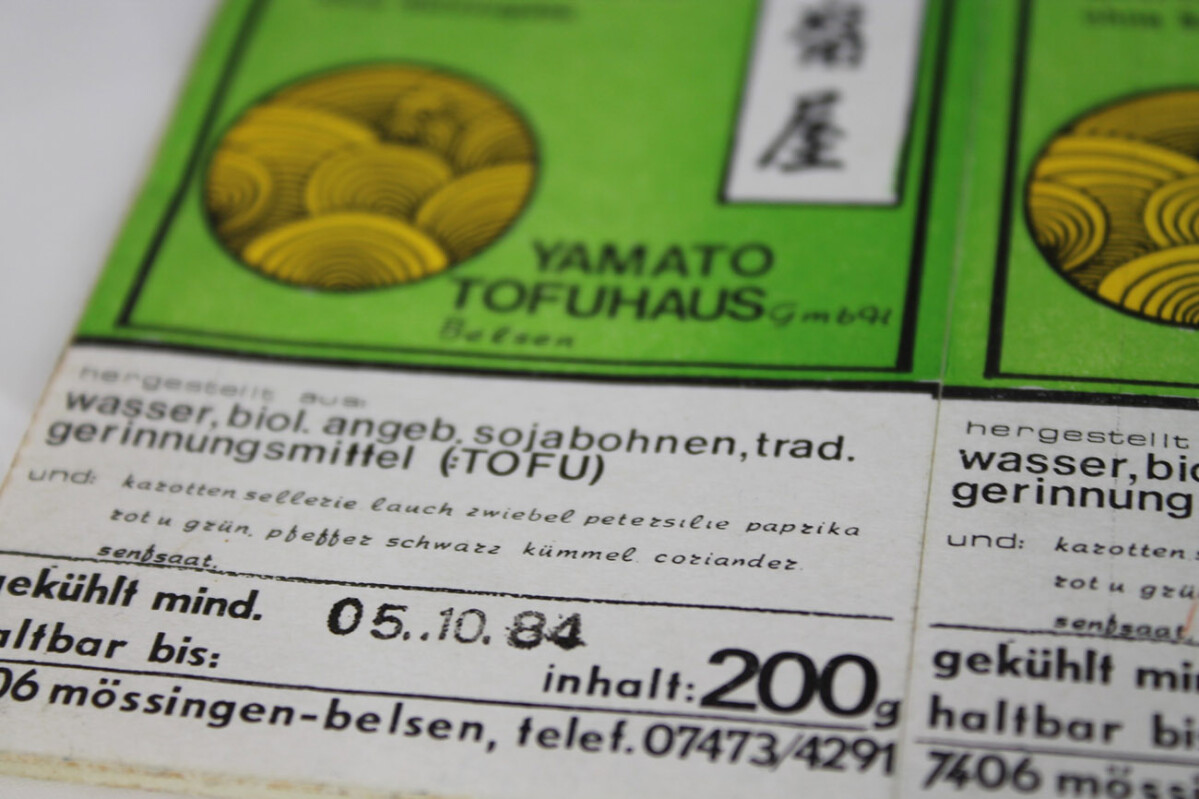 屋
YAMATO
TOFUHAUS GmbH
Belsen
hergestellt aus:
wasser, biol. angeb. sojabohnen, trad.
gerinnungsmittel (:TOFU)
und: karotten sellerie lauch zwiebel petersilie paprika
rot u grün. pfeffer schwarz kümmel. coriander.
senfsaat.
gekühlt mind. 05..10. 84
haltbar bis:
inhalt: 200g
06 mössingen-belsen, telef. 07473/4291
hergestellt
wasser, bio
gerinnung
und: karotten
rot u grü
senfsaat
gekühlt mi
haltbar bi
7406 möss